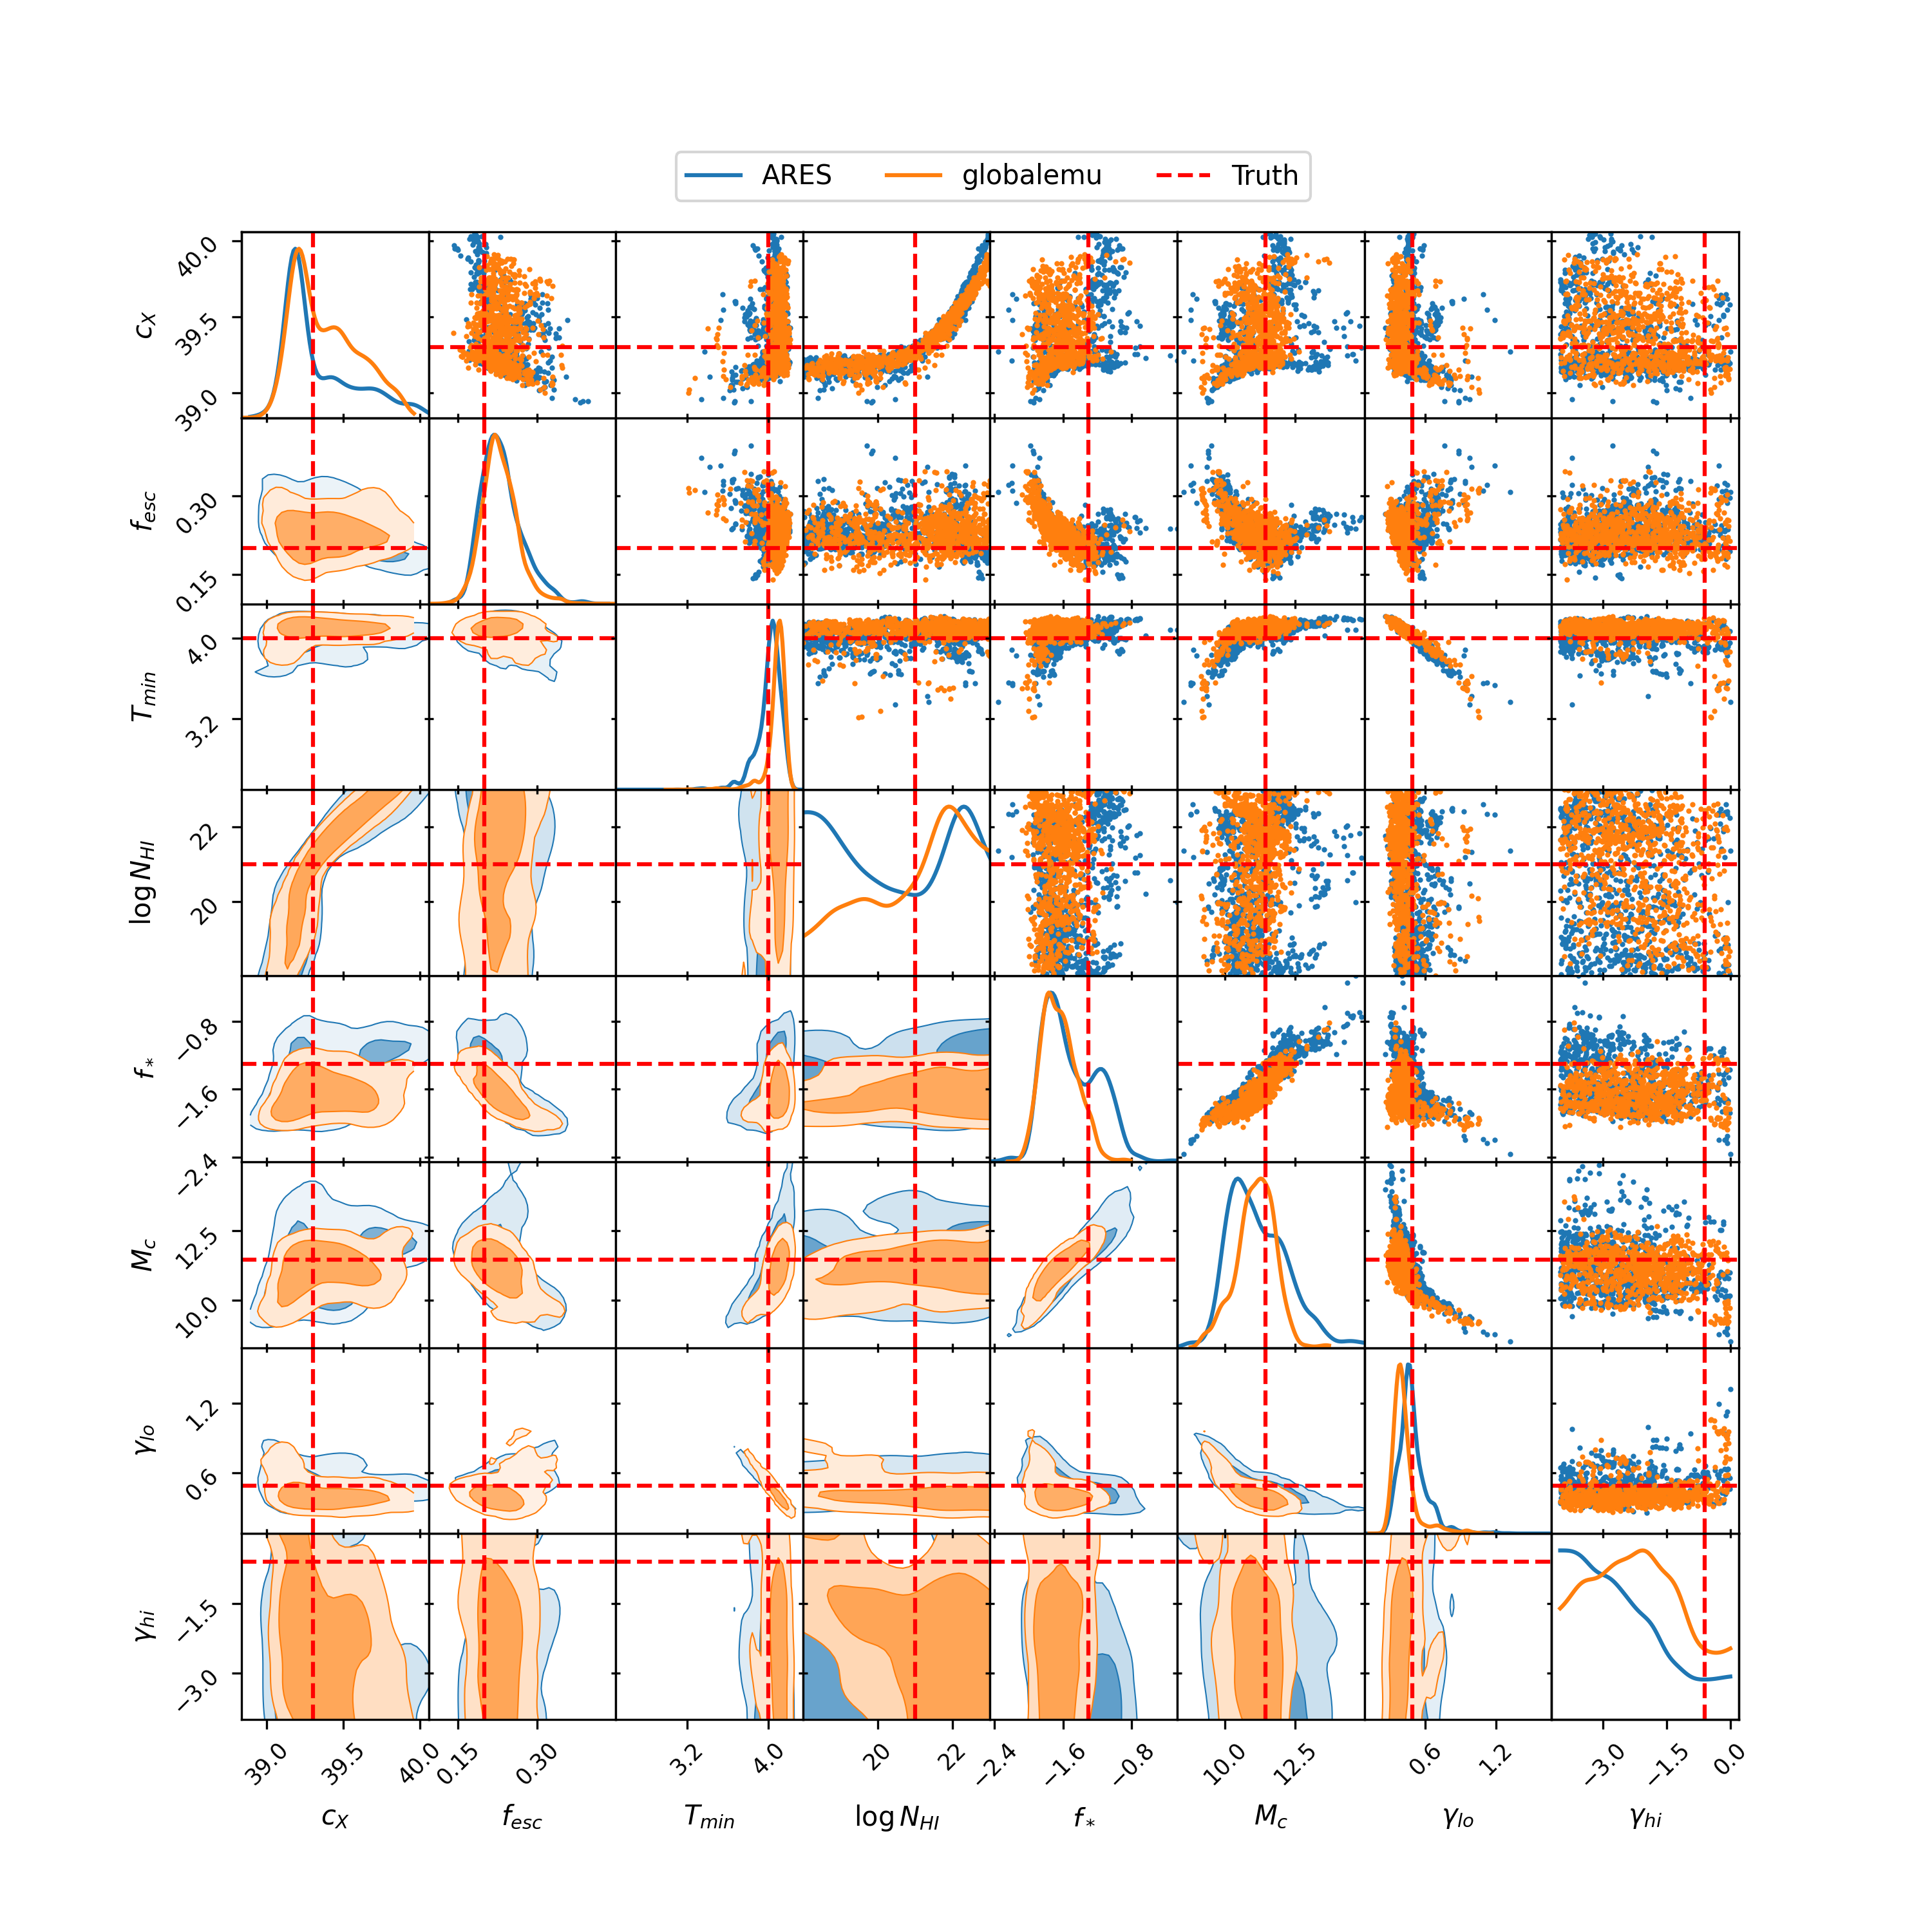 ARES globalemu Truth
40.0
39.5
39.0
c_X
0.30
0.15
f_esc
4.0
3.2
T_min
22
20
log N_HI
−0.8
−1.6
−2.4
f_*
12.5
10.0
M_c
1.2
0.6
γ_lo
−1.5
−3.0
γ_hi
39.0 39.5 40.0 0.15 0.30 3.2 4.0 20 22 −2.4 −1.6 −0.8 10.0 12.5 0.6 1.2 −3.0 −1.5 0.0
c_X f_esc T_min log N_HI f_* M_c γ_lo γ_hi